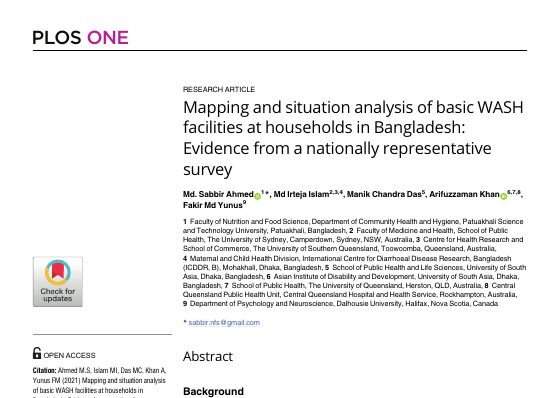 PLOS ONE
RESEARCH ARTICLE
Mapping and situation analysis of basic WASH
facilities at households in Bangladesh:
Evidence from a nationally representative
survey
Md. Sabbir Ahmed1*, Md Irteja Islam2,3,4, Manik Chandra Das5, Arifuzzaman Khan6,7,8,
Fakir Md Yunus9
1 Faculty of Nutrition and Food Science, Department of Community Health and Hygiene, Patuakhali Science
and Technology University, Patuakhali, Bangladesh, 2 Faculty of Medicine and Health, School of Public
Health, The University of Sydney, Camperdown, Sydney, NSW, Australia, 3 Centre for Health Research and
School of Commerce, The University of Southern Queensland, Toowoomba, Queensland, Australia,
4 Maternal and Child Health Division, International Centre for Diarrhoeal Disease Research, Bangladesh
(ICDDR, B), Mohakhali, Dhaka, Bangladesh, 5 School of Public Health and Life Sciences, University of South
Asia, Dhaka, Bangladesh, 6 Asian Institute of Disability and Development, University of South Asia, Dhaka,
Bangladesh, 7 School of Public Health, The University of Queensland, Herston, QLD, Australia, 8 Central
Queensland Public Health Unit, Central Queensland Hospital and Health Service, Rockhampton, Australia,
9 Department of Psychology and Neuroscience, Dalhousie University, Halifax, Nova Scotia, Canada
* sabbir.nfs@gmail.com
Abstract
Background
Check for
updates
OPEN ACCESS
Citation: Ahmed M.S, Islam MI, Das MC, Khan A,
Yunus FM (2021) Mapping and situation analysis
of basic WASH facilities at households in